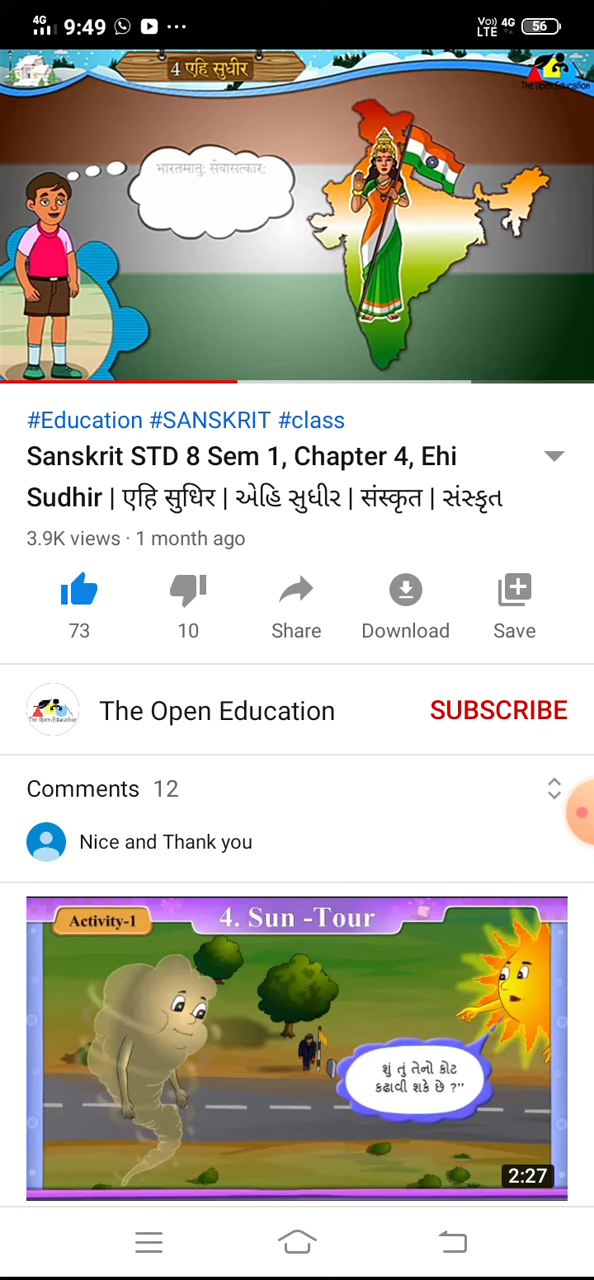 4G 9:49 Vo) LTE 4G 56
4 एहि सुधीर
The Open Education
भारतमातुः सेवासत्कारः
#Education #SANSKRIT #class
Sanskrit STD 8 Sem 1, Chapter 4, Ehi
Sudhir | एहि सुधिर | એહિ સુધીર | संस्कृत | સંસ્કૃત
3.9K views · 1 month ago
73 10 Share Download Save
The Open Education
The Open Education SUBSCRIBE
Comments 12
Nice and Thank you
Activity-1 4. Sun -Tour
શું તું તેનો કોટ
કઢાવી શકે છે ?"
2:27